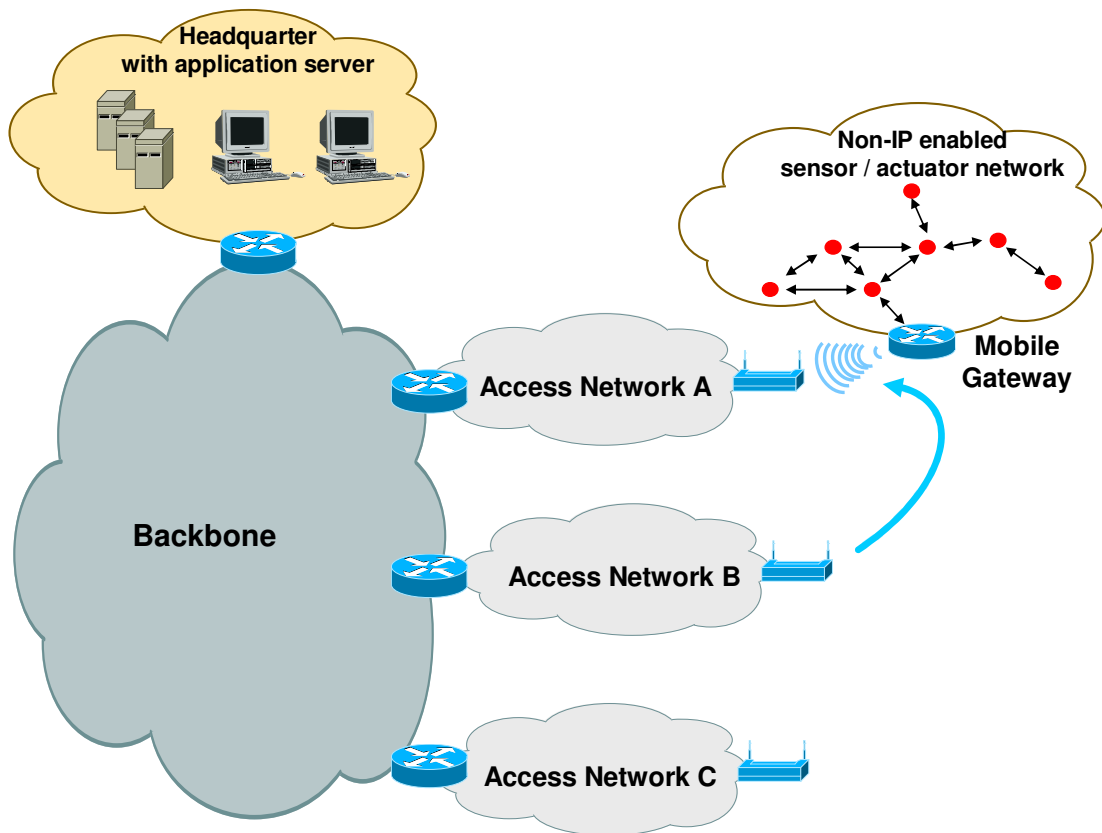 Headquarter
with application server
Non-IP enabled
sensor / actuator network
Mobile
Gateway
Access Network A
Backbone
Access Network B
Access Network C